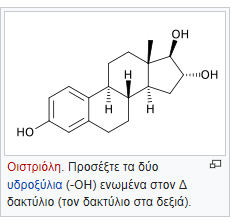 OH
OH
H
H
H
HO
Οιστριόλη. Προσέξτε τα δύο
υδροξύλια (-OH) ενωμένα στον Δ
δακτύλιο (τον δακτύλιο στα δεξιά).